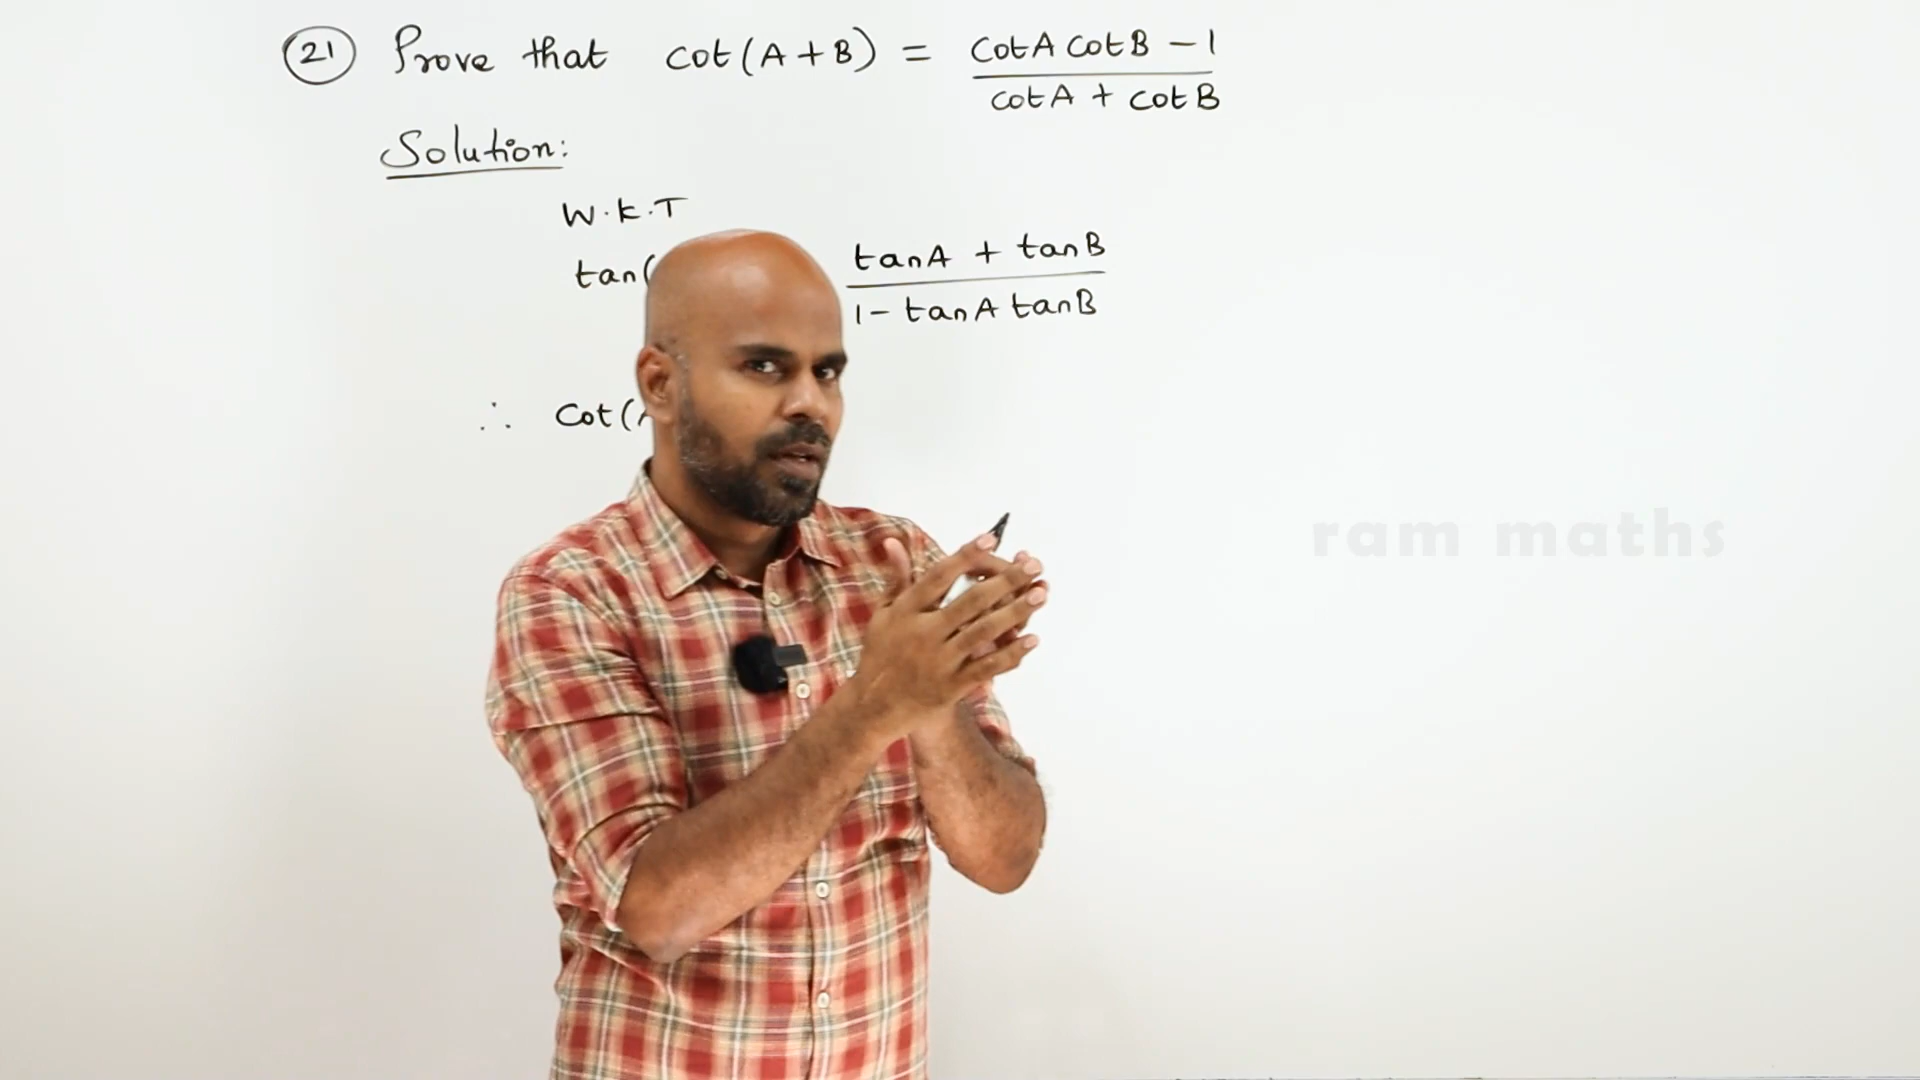 21 Prove that cot(A+B) = cotA cotB - 1 / cotA + cotB
Solution:
W.K.T
tan( tanA + tanB / 1 - tanA tanB
∴ cot(
ram maths